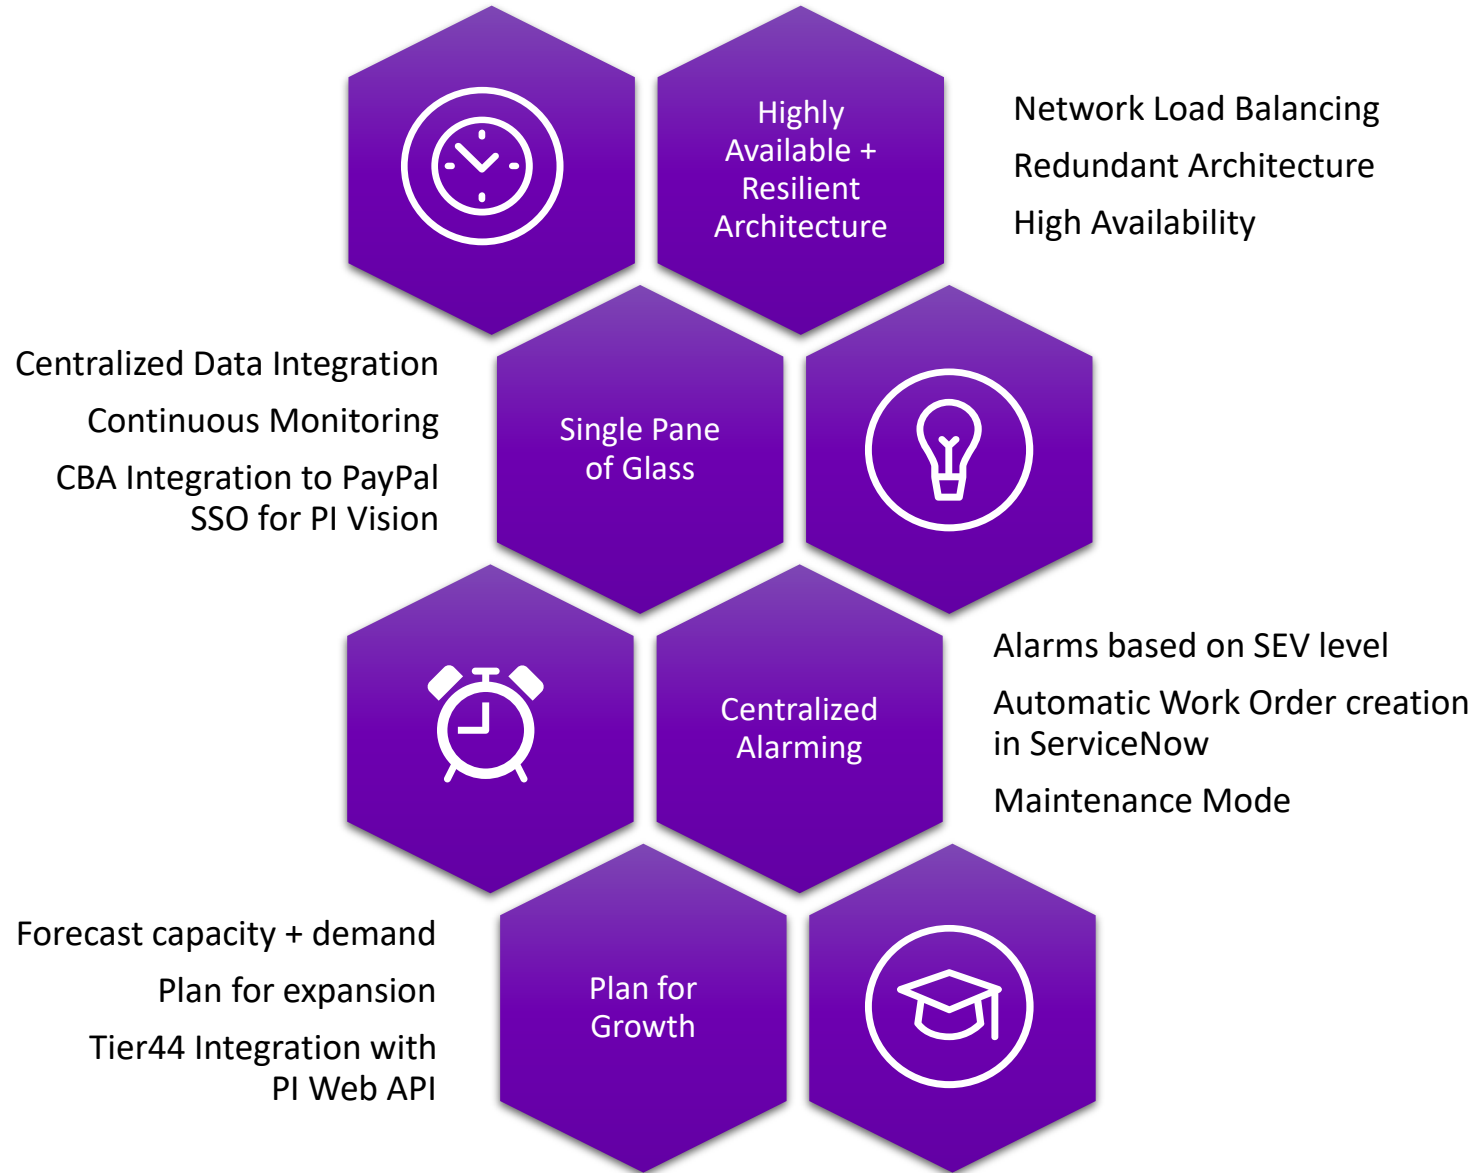 Highly
Available +
Resilient
Architecture
Network Load Balancing
Redundant Architecture
High Availability
Centralized Data Integration
Continuous Monitoring
CBA Integration to PayPal
SSO for PI Vision
Single Pane
of Glass
Centralized
Alarming
Alarms based on SEV level
Automatic Work Order creation
in ServiceNow
Maintenance Mode
Forecast capacity + demand
Plan for expansion
Tier44 Integration with
PI Web API
Plan for
Growth